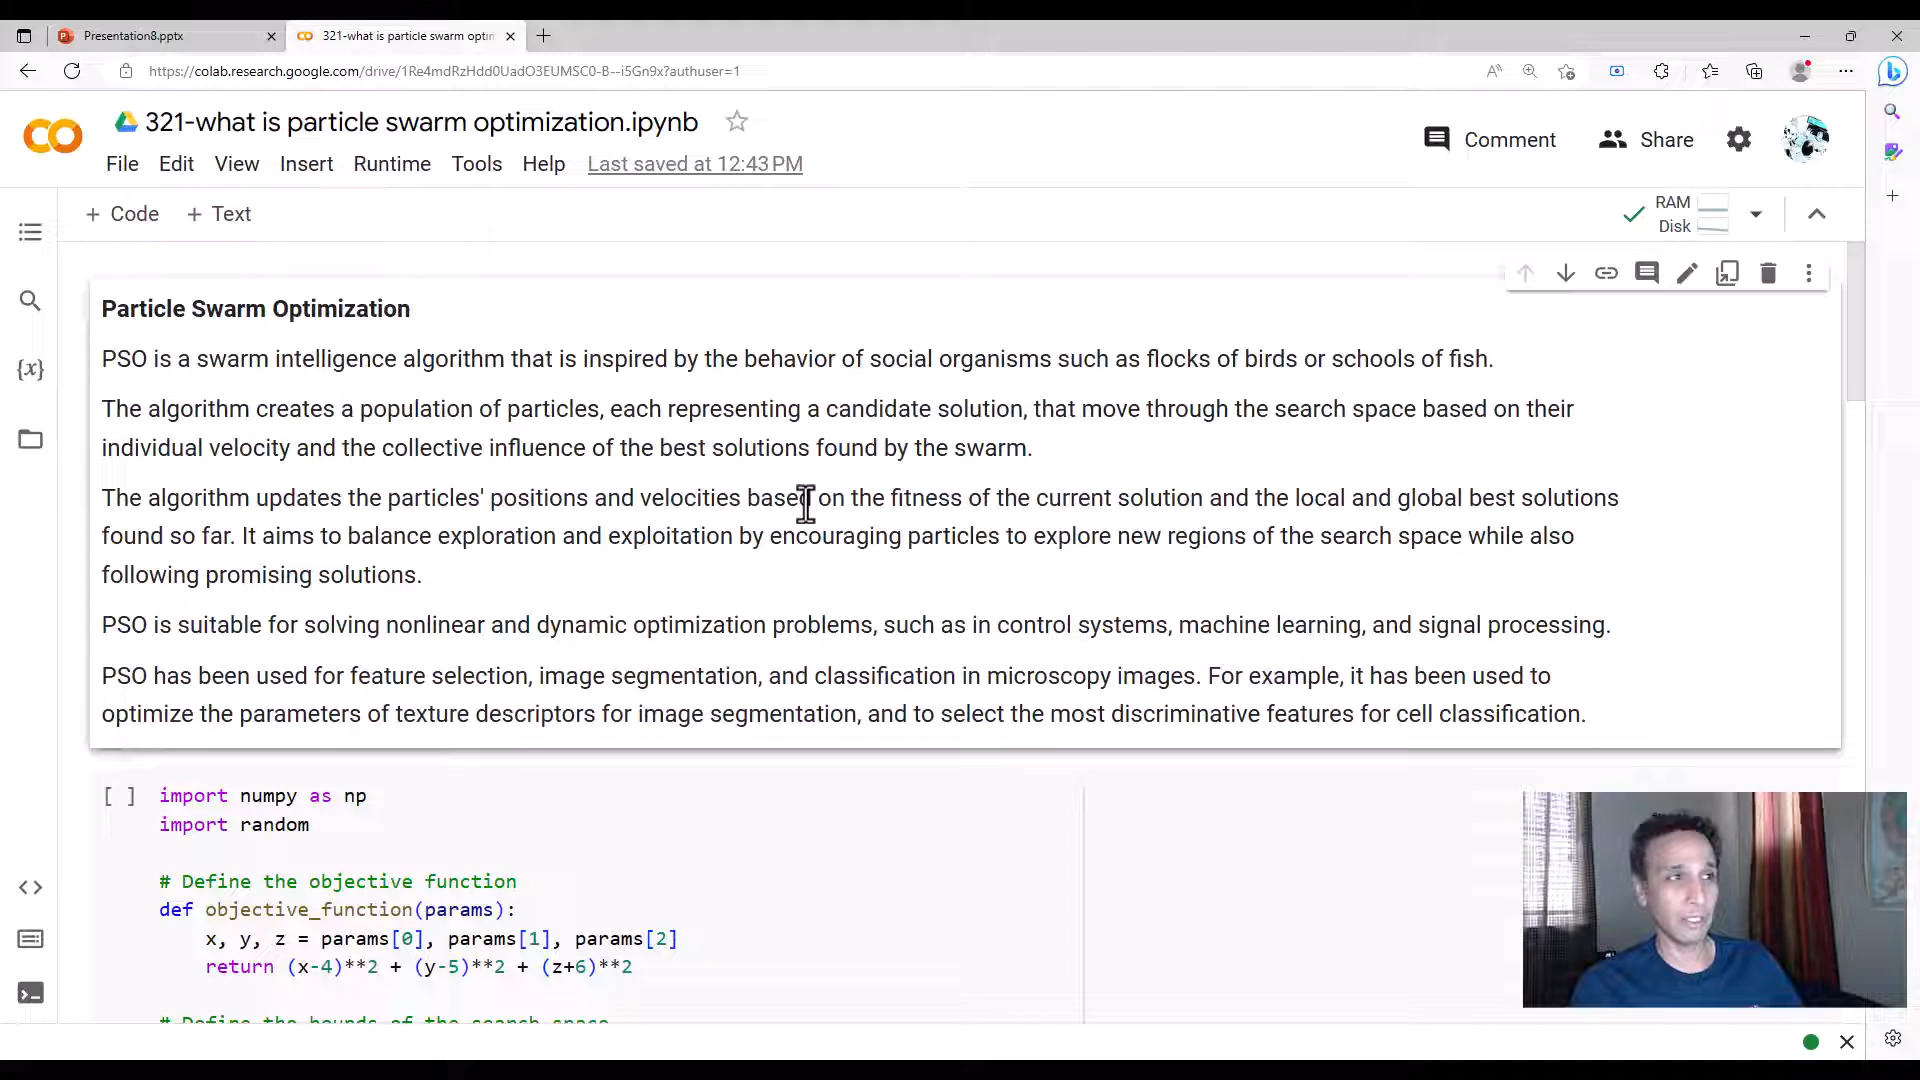 Presentation8.pptx
321-what is particle swarm optim
https://colab.research.google.com/drive/1Re4mdRzHdd0UadO3EUMSC0-B--i5Gn9x?authuser=1
321-what is particle swarm optimization.ipynb
Comment
Share
File Edit View Insert Runtime Tools Help Last saved at 12:43 PM
+ Code + Text
RAM
Disk
Particle Swarm Optimization
PSO is a swarm intelligence algorithm that is inspired by the behavior of social organisms such as flocks of birds or schools of fish.
The algorithm creates a population of particles, each representing a candidate solution, that move through the search space based on their
individual velocity and the collective influence of the best solutions found by the swarm.
The algorithm updates the particles' positions and velocities based on the fitness of the current solution and the local and global best solutions
found so far. It aims to balance exploration and exploitation by encouraging particles to explore new regions of the search space while also
following promising solutions.
PSO is suitable for solving nonlinear and dynamic optimization problems, such as in control systems, machine learning, and signal processing.
PSO has been used for feature selection, image segmentation, and classification in microscopy images. For example, it has been used to
optimize the parameters of texture descriptors for image segmentation, and to select the most discriminative features for cell classification.
[ ] import numpy as np
import random
# Define the objective function
def objective_function(params):
x, y, z = params[0], params[1], params[2]
return (x-4)**2 + (y-5)**2 + (z+6)**2
# Define the bounds of the search space